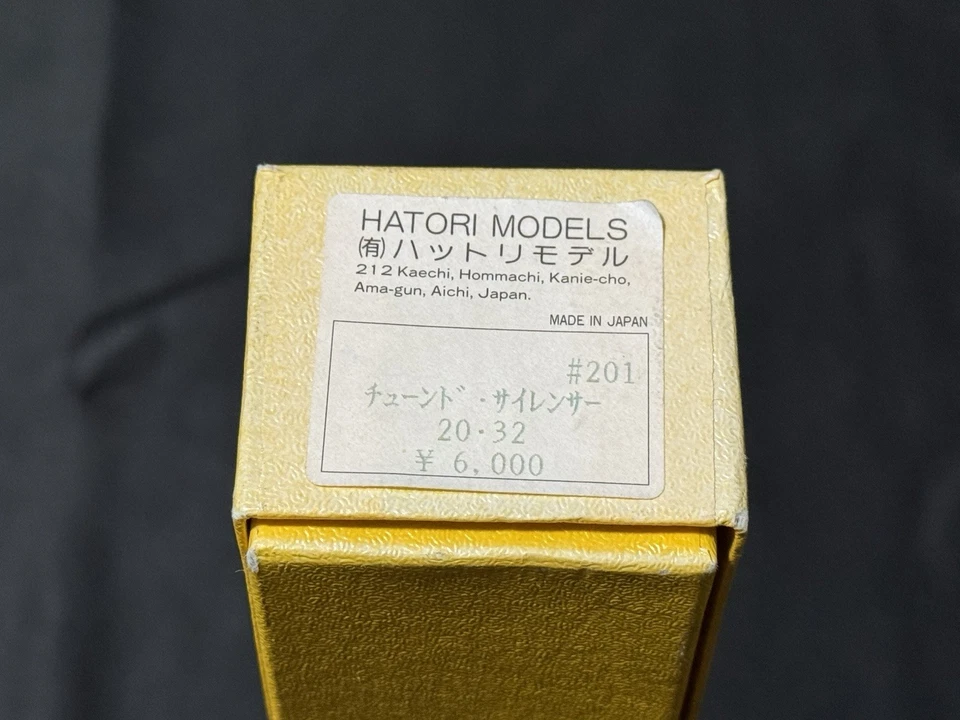 HATORI MODELS
㈲ハットリモデル
212 Kaechi, Hommachi, Kanie-cho,
Ama-gun, Aichi, Japan.
MADE IN JAPAN
#201
チューンド・サイレンサー
20・32
¥ 6,000